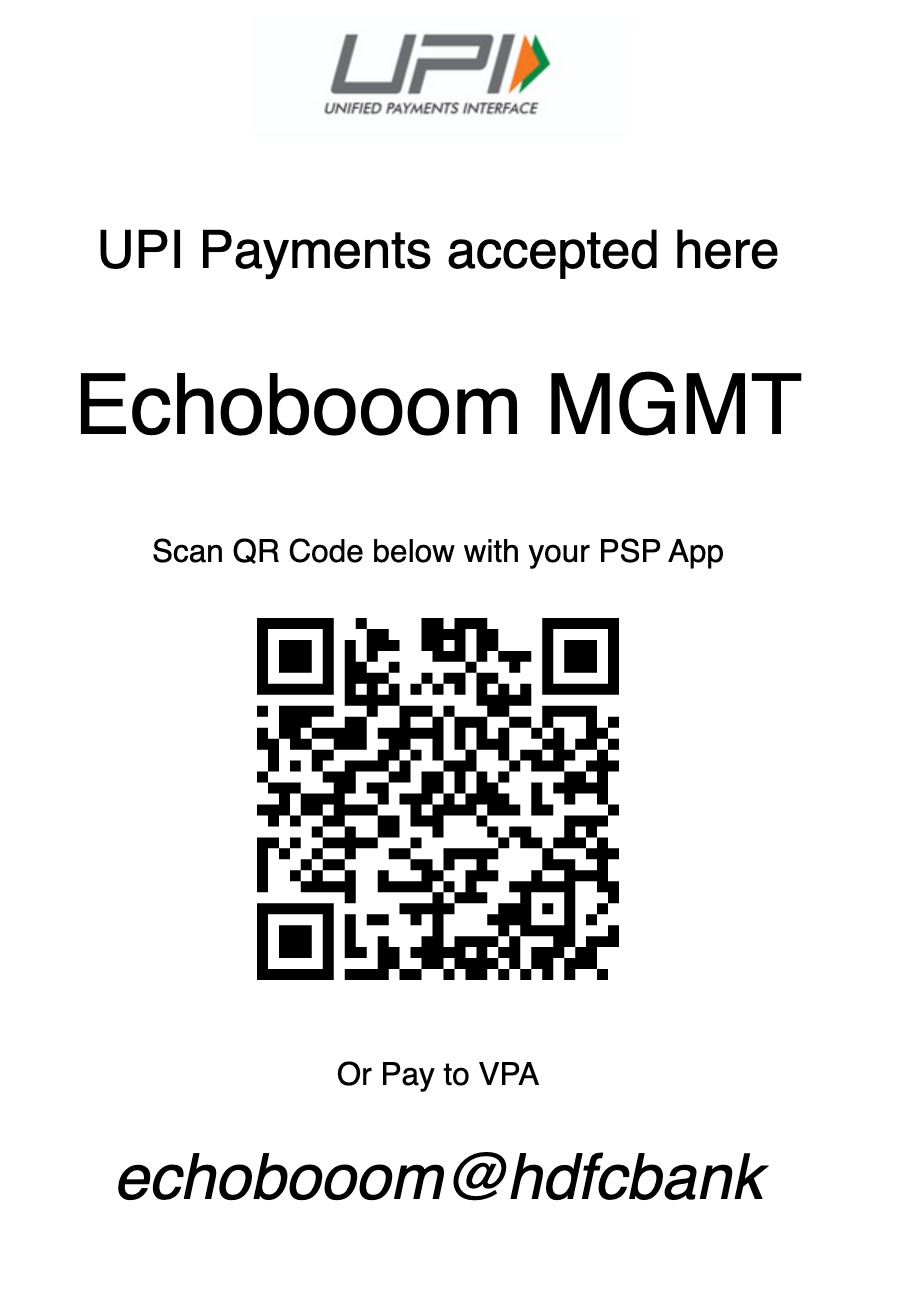 UPI
UNIFIED PAYMENTS INTERFACE
UPI Payments accepted here
Echobooom MGMT
Scan QR Code below with your PSP App
Or Pay to VPA
echobooom@hdfcbank